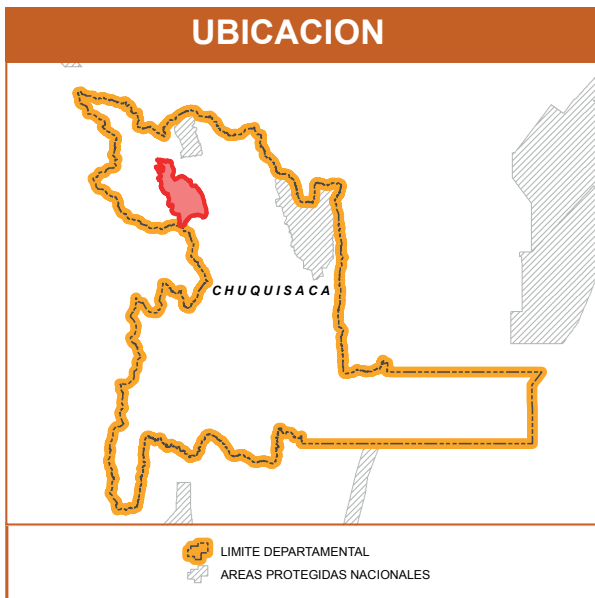 UBICACION
CHUQUISACA
LIMITE DEPARTAMENTAL
AREAS PROTEGIDAS NACIONALES